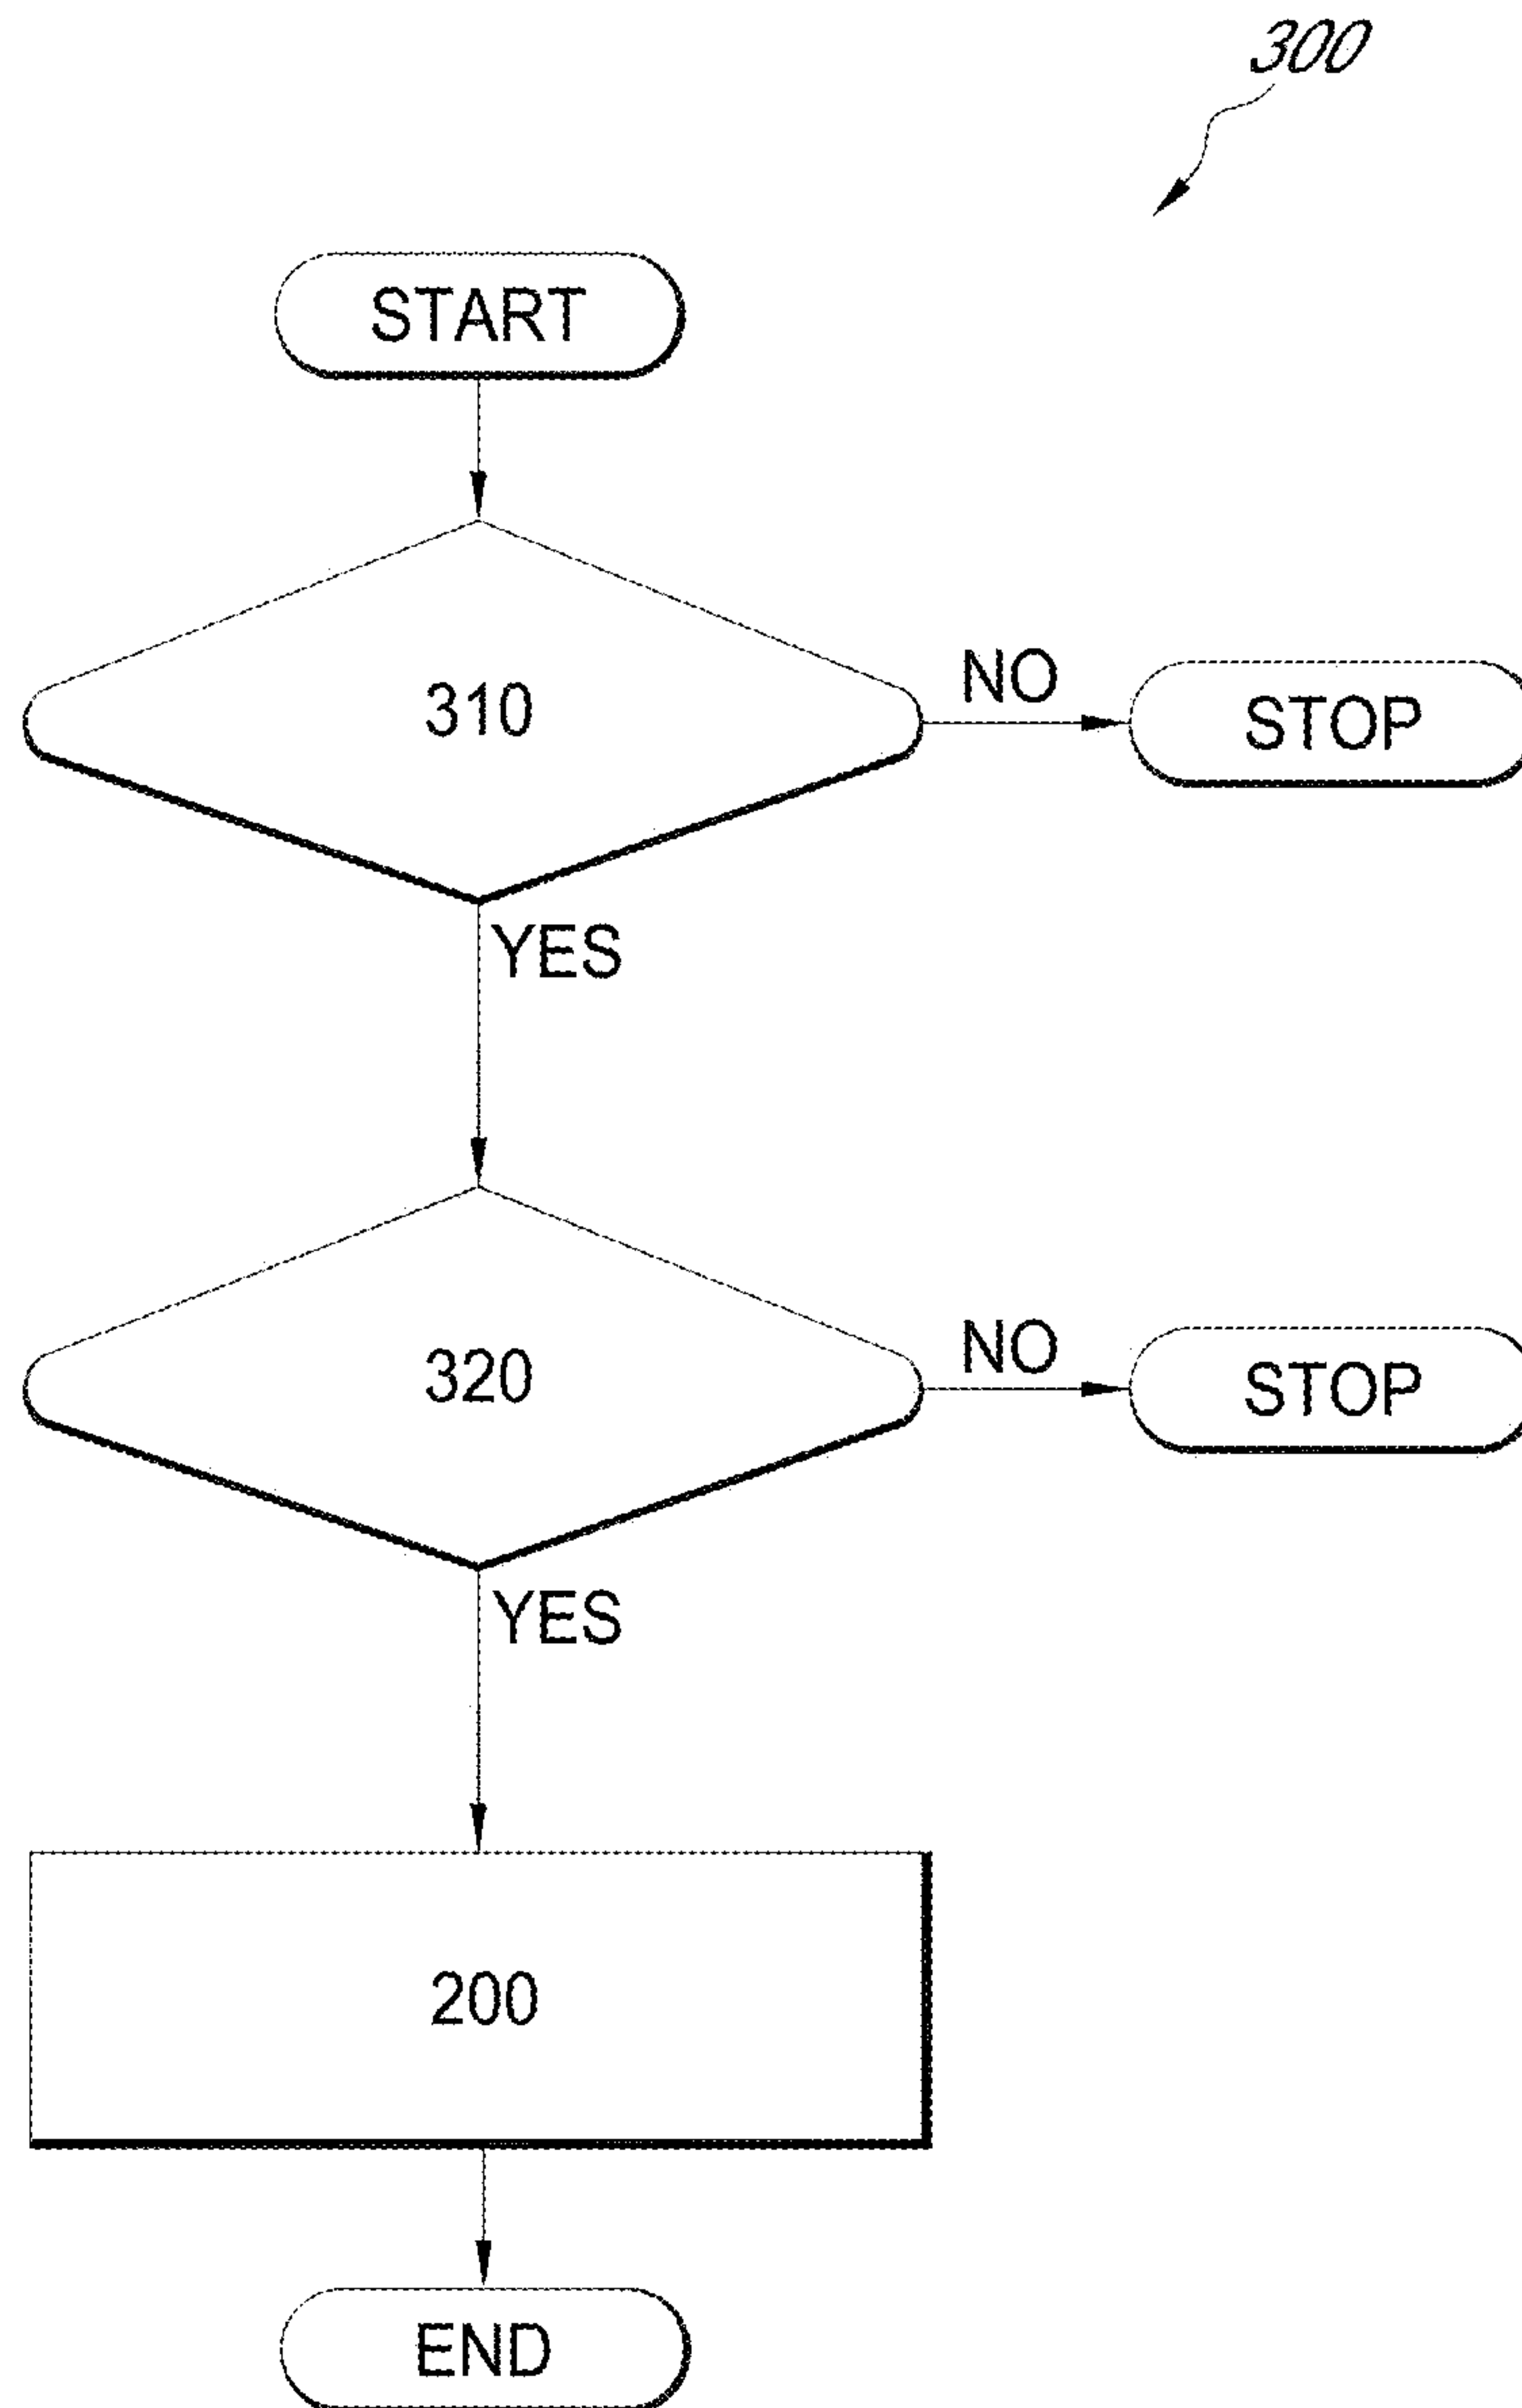 300
START
310
NO
STOP
YES
320
NO
STOP
YES
200
END